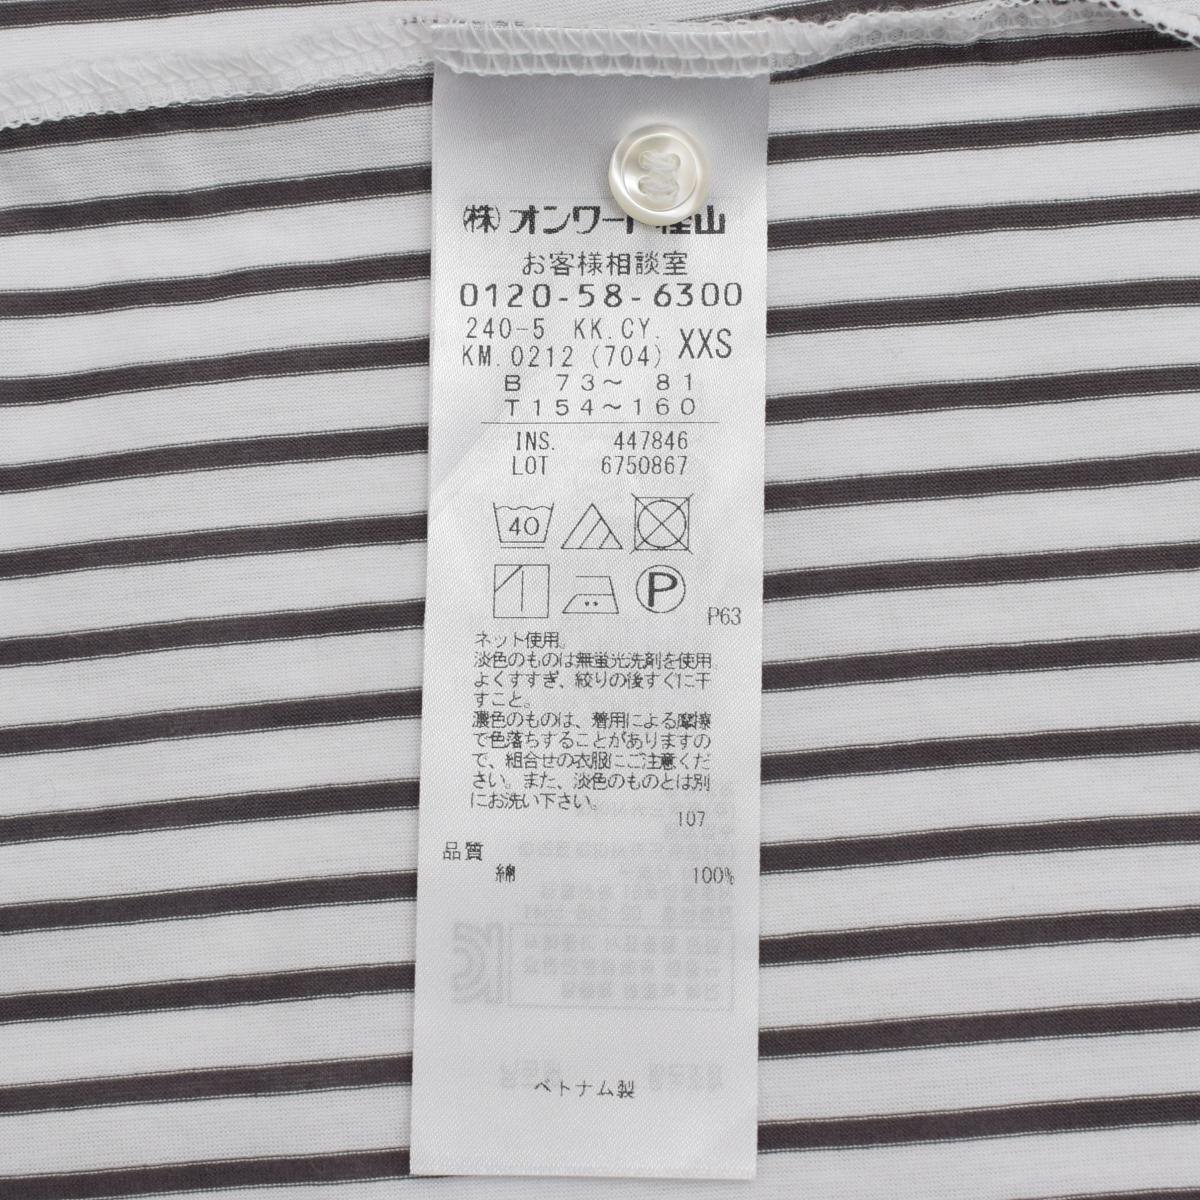 ㈱オンワード樫山
お客様相談室
0120-58-6300
240-5 KK.CY.
KM.0212 (704) XXS
B 73〜 81
T154〜160
INS. 447846
LOT 6750867
40
P
P63
ネット使用。
淡色のものは無蛍光洗剤を使用。
よくすすぎ、絞りの後すぐに干
すこと。
濃色のものは、着用による摩擦
で色落ちすることがありますの
で、組合せの衣服にご注意くだ
さい。また、淡色のものとは別
にお洗い下さい。
107
品質
綿 100%
ベトナム製